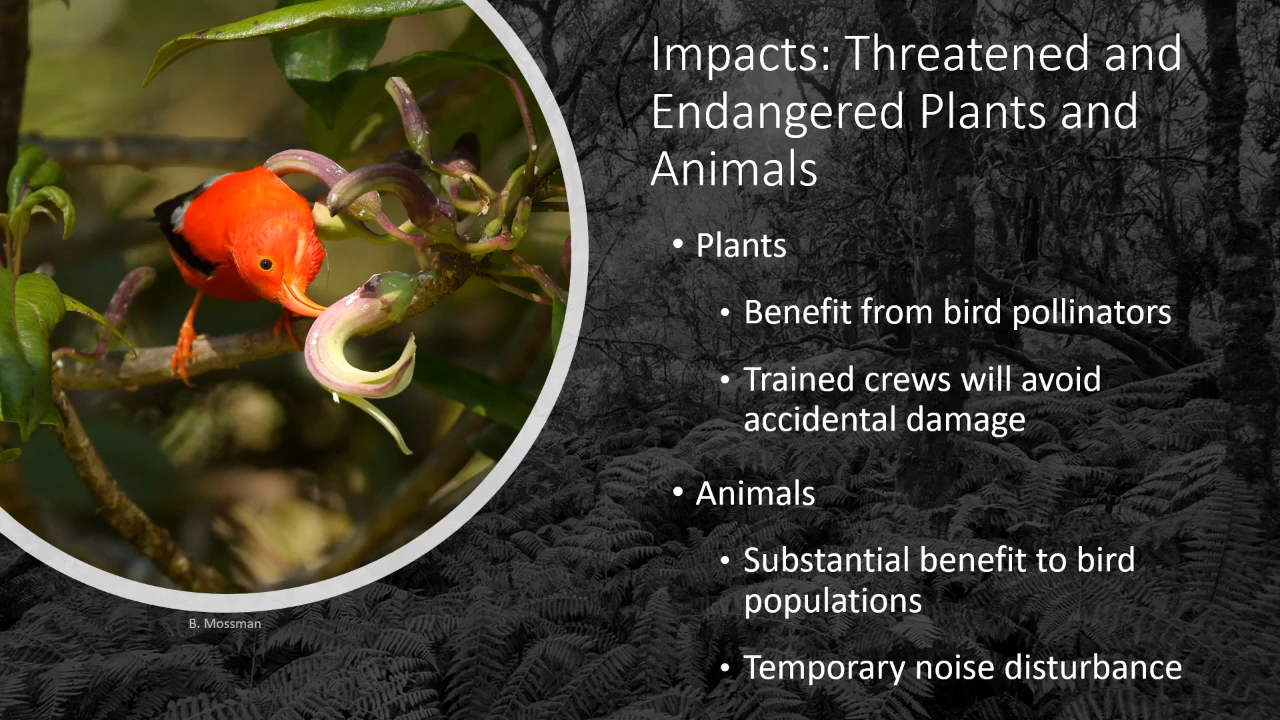 Impacts: Threatened and
Endangered Plants and
Animals
• Plants
• Benefit from bird pollinators
• Trained crews will avoid
accidental damage
• Animals
• Substantial benefit to bird
populations
• Temporary noise disturbance
B. Mossman